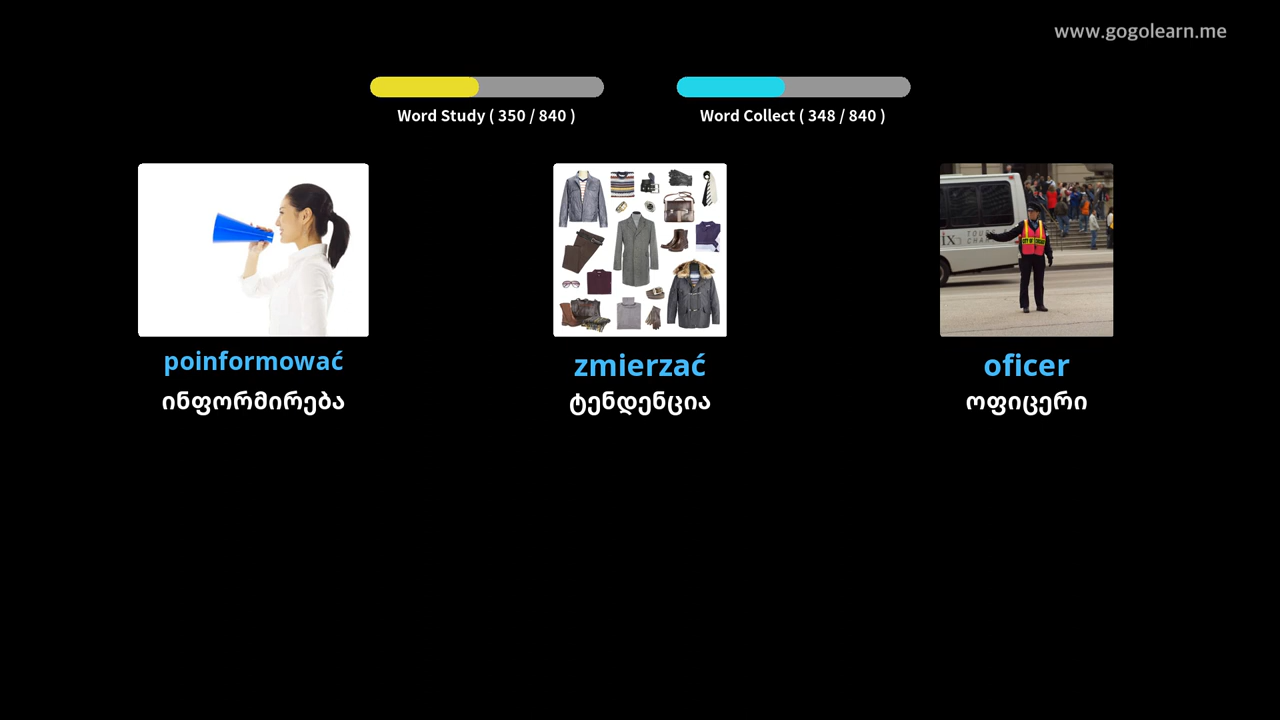 www.gogolearn.me
Word Study ( 350 / 840 )
Word Collect ( 348 / 840 )
poinformować
zmierzać
oficer
ინფორმირება
ტენდენცია
ოფიცერი